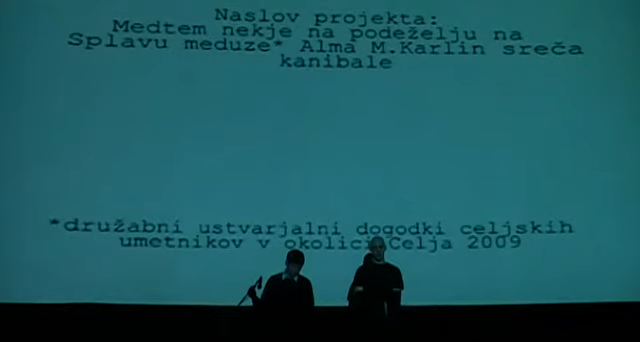 Naslov projekta:
Medtem nekje na podeželju na
Splavu meduze* Alma M.Karlin sreča
kanibale
*družabni ustvarjalni dogodki celjskih
umetnikov v okolici Celja 2009